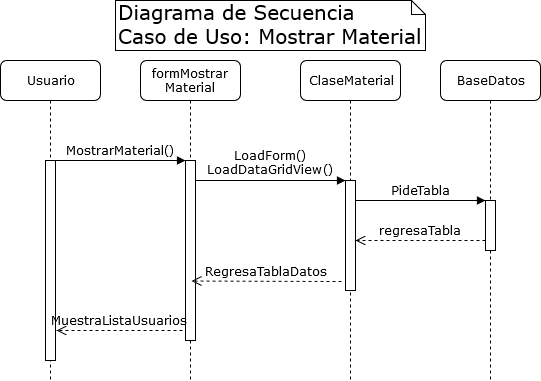 Diagrama de Secuencia
Caso de Uso: Mostrar Material
Usuario
formMostrar
Material
ClaseMaterial
BaseDatos
MostrarMaterial()
LoadForm()
LoadDataGridView()
PideTabla
regresaTabla
RegresaTablaDatos
MuestraListaUsuarios